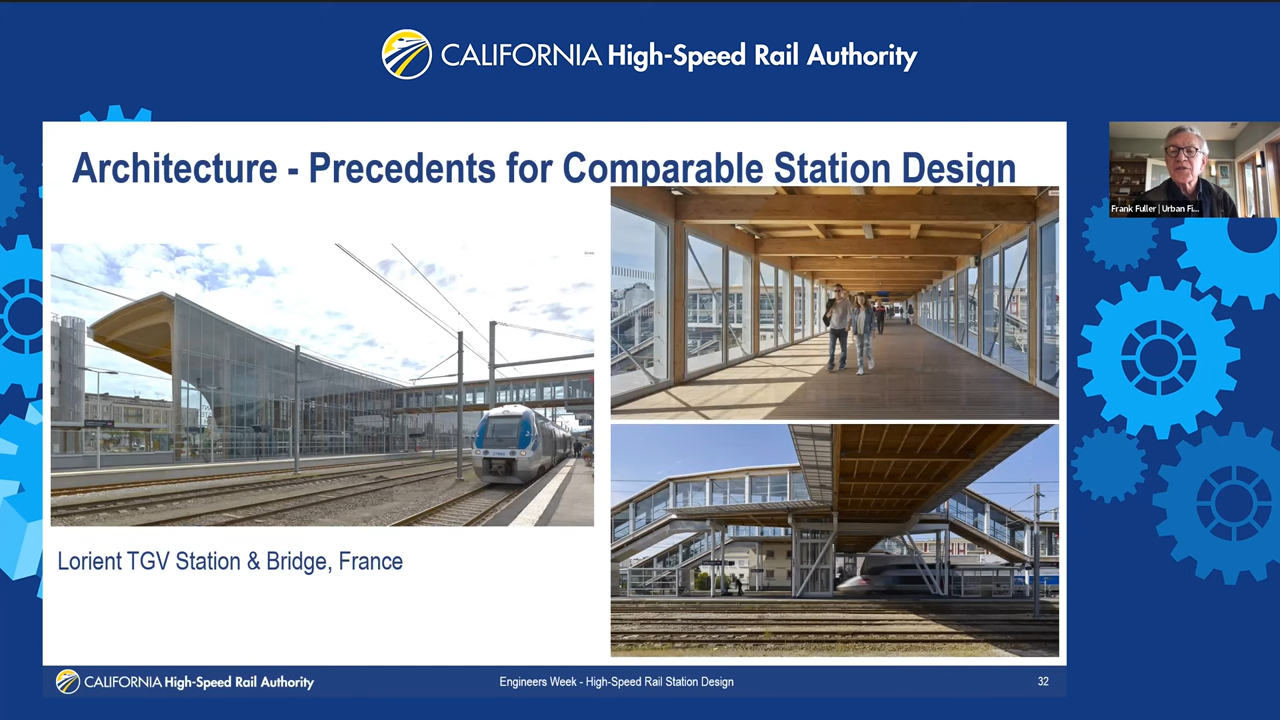 CALIFORNIA High-Speed Rail Authority
Architecture - Precedents for Comparable Station Design
Frank Fuller | Urban Fi...
Lorient TGV Station & Bridge, France
CALIFORNIA High-Speed Rail Authority
Engineers Week - High-Speed Rail Station Design
32